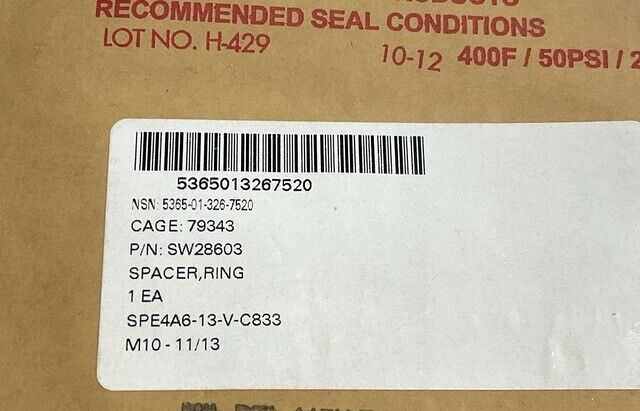 RECOMMENDED SEAL CONDITIONS
LOT NO. H-429
10-12 400F / 50PSI / 2
5365013267520
NSN: 5365-01-326-7520
CAGE: 79343
P/N: SW28603
SPACER,RING
1 EA
SPE4A6-13-V-C833
M10 - 11/13